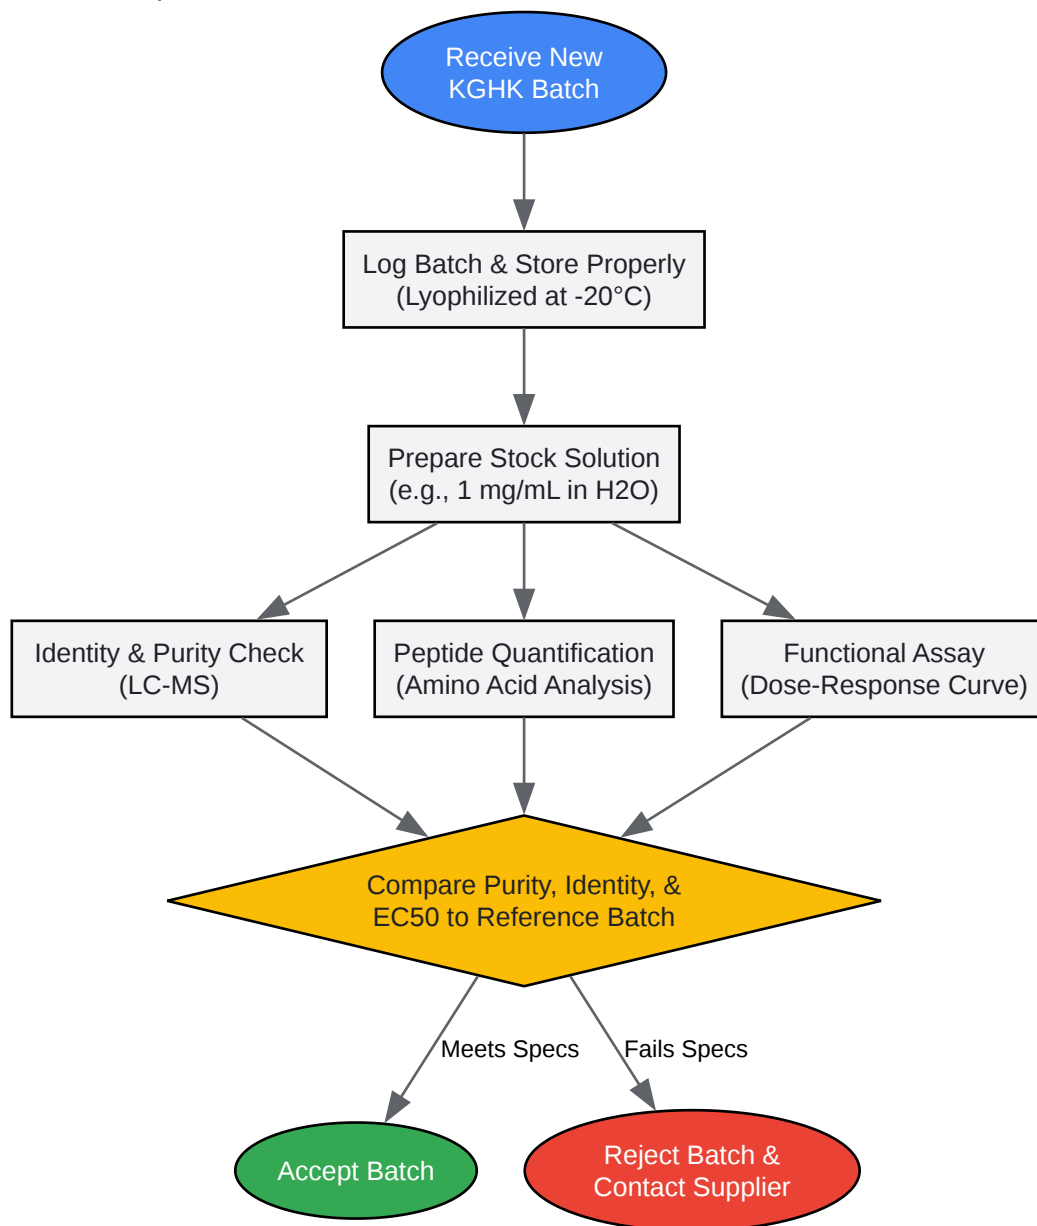 Receive New
KGHK Batch
Log Batch & Store Properly
(Lyophilized at -20°C)
Prepare Stock Solution
(e.g., 1 mg/mL in H2O)
Identity & Purity Check
(LC-MS)
Peptide Quantification
(Amino Acid Analysis)
Functional Assay
(Dose-Response Curve)
Compare Purity, Identity, &
EC50 to Reference Batch
Meets Specs
Fails Specs
Accept Batch
Reject Batch &
Contact Supplier